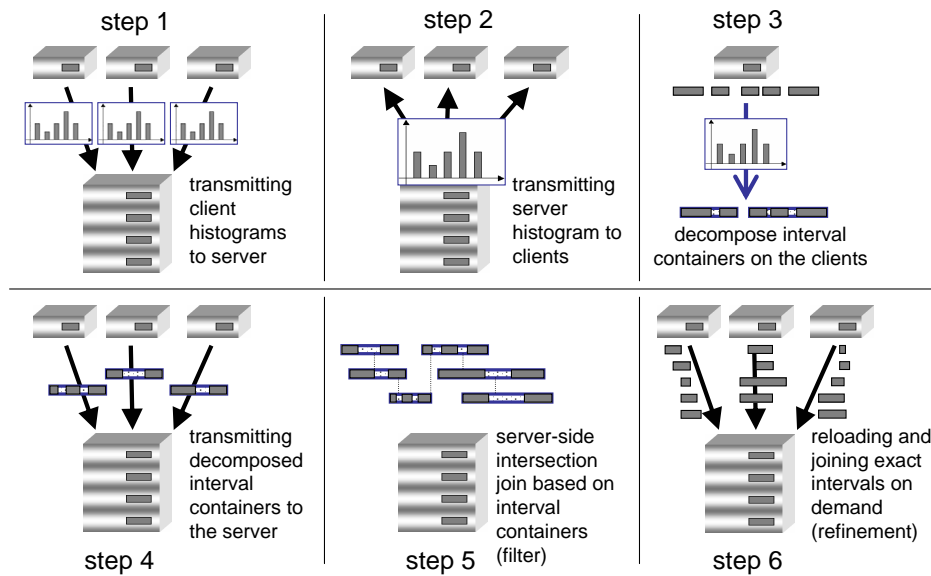 step 1
transmitting
client
histograms
to server
step 2
transmitting
server
histogram to
clients
step 3
decompose interval
containers on the clients
transmitting
decomposed
interval
containers to
the server
step 4
server-side
intersection
join based on
interval
containers
(filter)
step 5
reloading and
joining exact
intervals on
demand
(refinement)
step 6